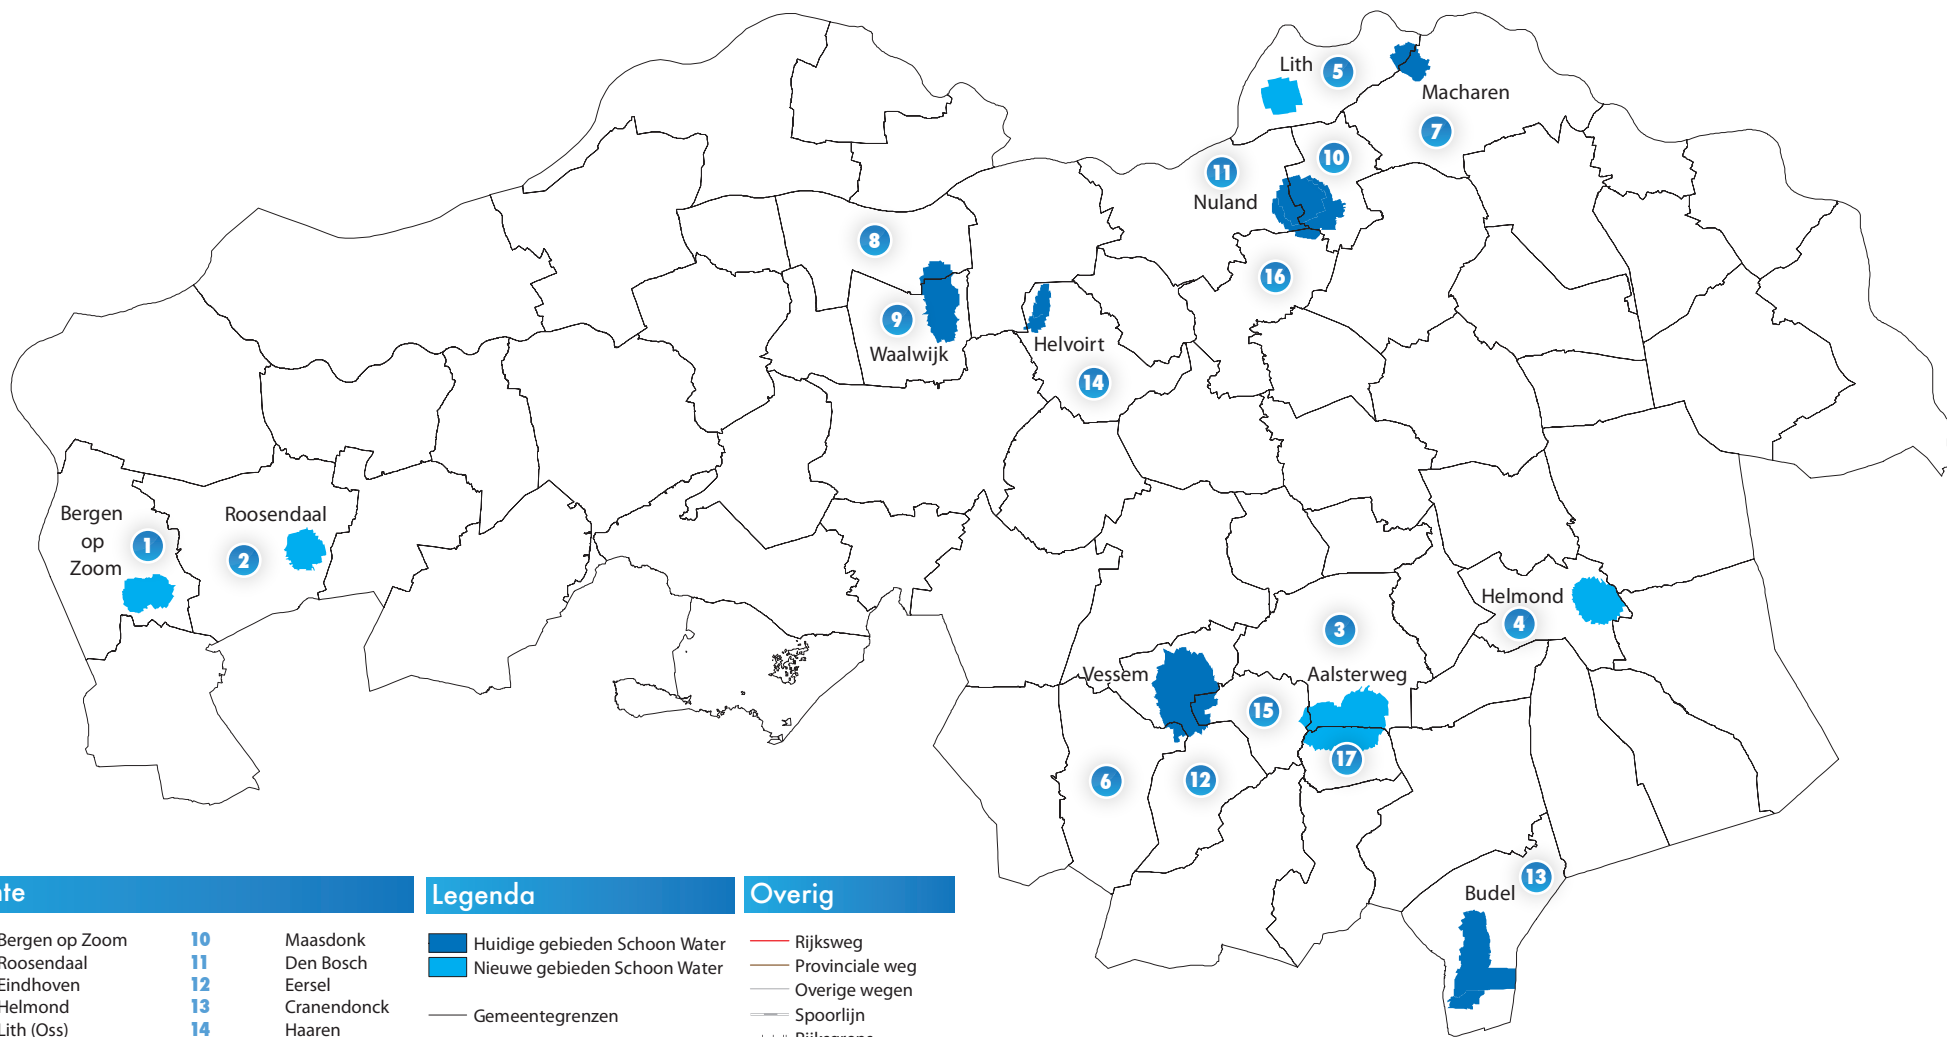 Lith 5
Macharen
7
10
11
Nuland
8
16
9
Waalwijk
Helvoirt
14
Bergen
op
Zoom
1
Roosendaal
2
Helmond
4
3
Vessem
Aalsterweg
15
17
6
12
13
Budel
nte
Bergen op Zoom 10 Maasdonk
Roosendaal 11 Den Bosch
Eindhoven 12 Eersel
Helmond 13 Cranendonck
Lith (Oss) 14 Haaren
Legenda
Huidige gebieden Schoon Water
Nieuwe gebieden Schoon Water
Gemeentegrenzen
Overig
Rijksweg
Provinciale weg
Overige wegen
Spoorlijn